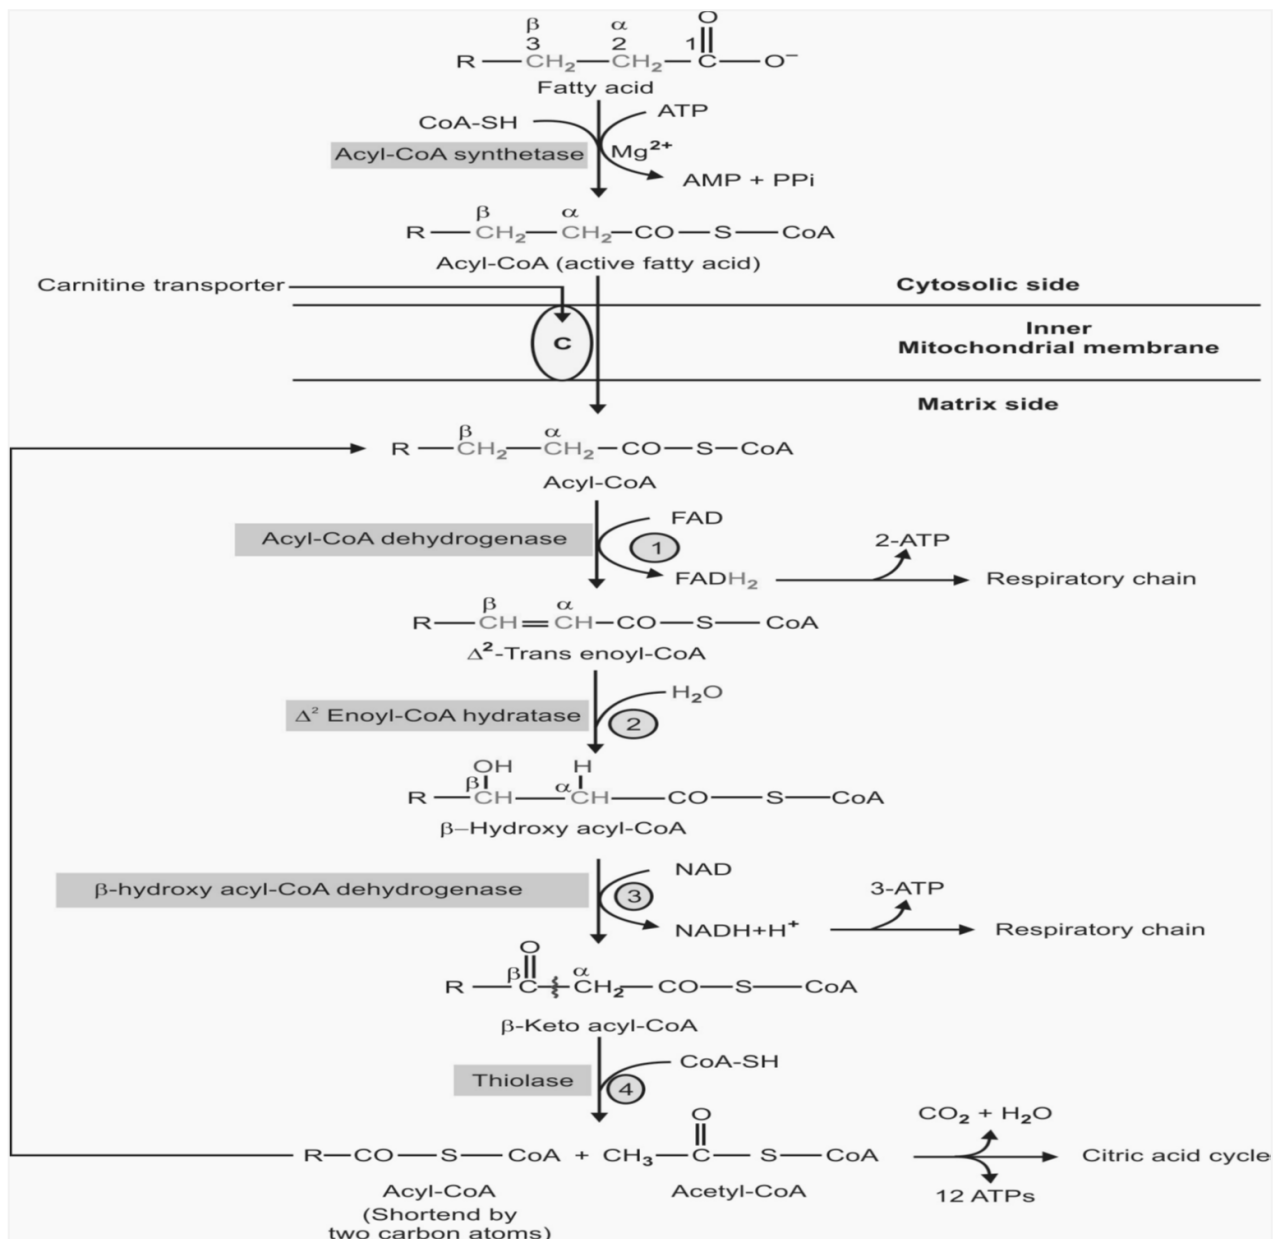 O
β α
3 2 1
R—CH₂—CH₂—C—O⁻
Fatty acid
CoA-SH ATP
Acyl-CoA synthetase Mg²⁺
AMP + PPi
β α
R—CH₂—CH₂—CO—S—CoA
Acyl-CoA (active fatty acid)
Carnitine transporter Cytosolic side
C Inner
Mitochondrial membrane
Matrix side
β α
R—CH₂—CH₂—CO—S—CoA
Acyl-CoA
FAD
Acyl-CoA dehydrogenase 1 2-ATP
FADH₂ Respiratory chain
β α
R—CH=CH—CO—S—CoA
Δ²-Trans enoyl-CoA
H₂O
Δ² Enoyl-CoA hydratase 2
OH H
β α
R—CH—CH—CO—S—CoA
β–Hydroxy acyl-CoA
NAD
β-hydroxy acyl-CoA dehydrogenase 3 3-ATP
NADH+H⁺ Respiratory chain
O
β α
R—C—CH₂—CO—S—CoA
β-Keto acyl-CoA
CoA-SH
Thiolase 4
O CO₂ + H₂O
R—CO—S—CoA + CH₃—C—S—CoA Citric acid cycle
Acyl-CoA Acetyl-CoA 12 ATPs
(Shortend by
two carbon atoms)